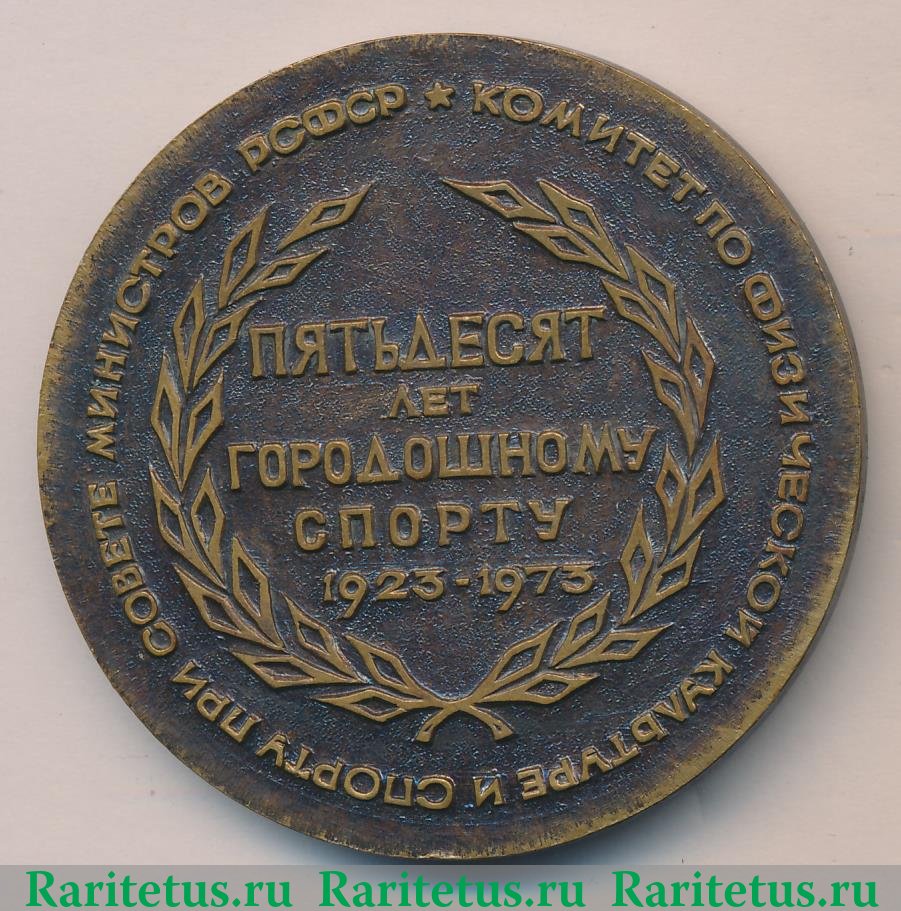 ★ КОМИТЕТ ПО ФИЗИЧЕСКОЙ КУЛЬТУРЕ И СПОРТУ ПРИ СОВЕТЕ МИНИСТРОВ РСФСР
ПЯТЬДЕСЯТ
ЛЕТ
ГОРОДОШНОМУ
СПОРТУ
1923-1973
Raritetus.ru Raritetus.ru Raritetus.ru